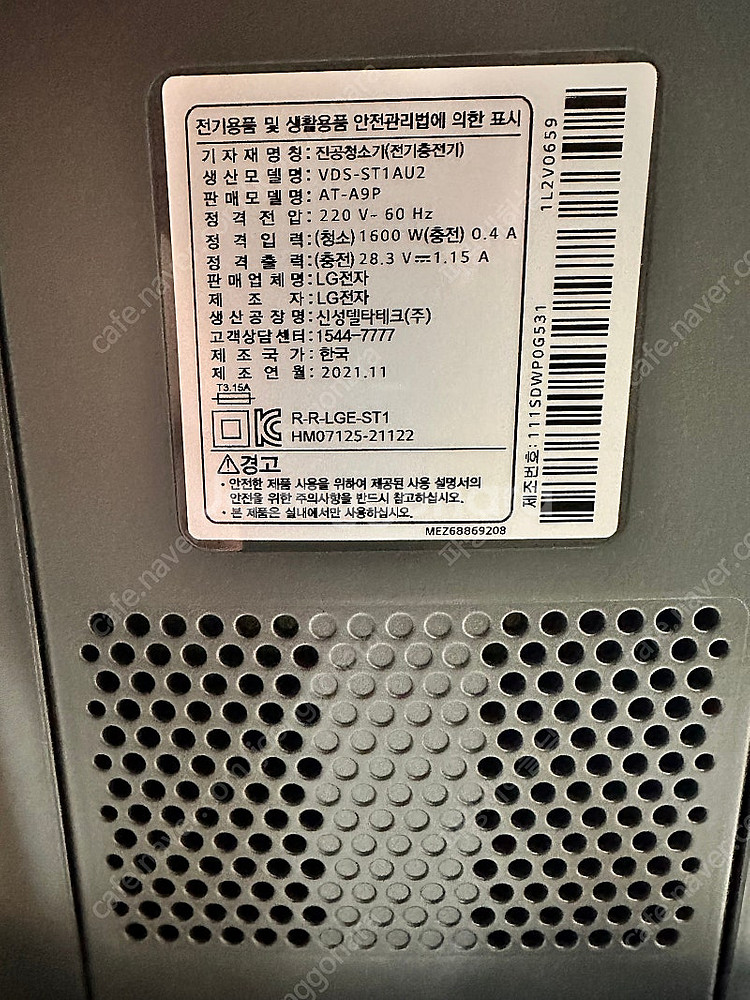 전기용품 및 생활용품 안전관리법에 의한 표시
기 자 재 명 칭 : 진공청소기(전기충전기)
생 산 모 델 명 : VDS-ST1AU2
판 매 모 델 명 : AT-A9P
정 격 전 압 : 220 V~ 60 Hz
정 격 입 력 : (청소) 1600 W(충전) 0.4 A
정 격 출 력 : (충전) 28.3 V⎓1.15 A
판 매 업 체 명 : LG전자
제 조 자 : LG전자
생 산 공 장 명 : 신성델타테크(주)
고객상담센터 : 1544-7777
제 조 국 가 : 한국
제 조 연 월 : 2021.11
T3.15A
R-R-LGE-ST1
HM07125-21122
⚠경고
• 안전한 제품 사용을 위하여 제공된 사용 설명서의
안전을 위한 주의사항을 반드시 참고하십시오.
• 본 제품은 실내에서만 사용하십시오.
MEZ68869208
1L2V0659
제조번호: 111SDWP0G531
cafe.naver.com